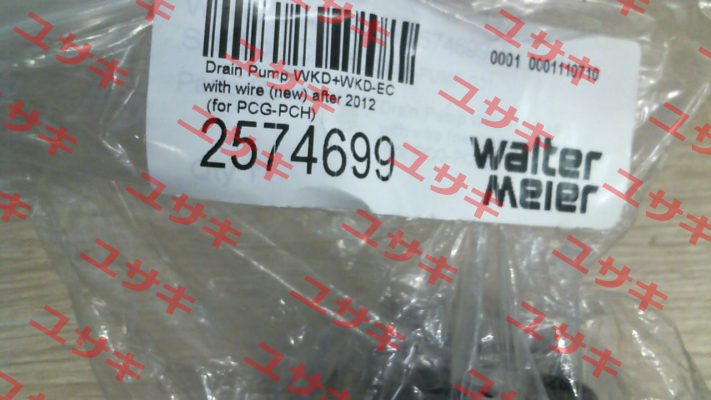 0001 0001110710
Drain Pump WKD+WKD-EC
with wire (new) after 2012
(for PCG-PCH)
2574699
walter
meier
ユサキ